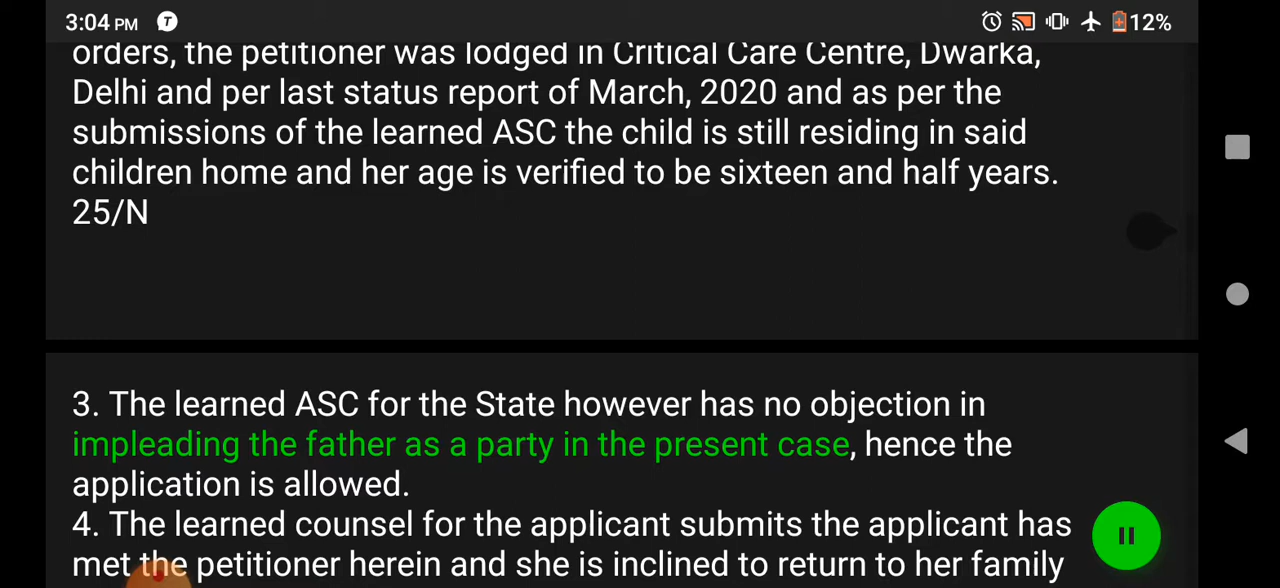 3:04 PM T 12%
orders, the petitioner was lodged in Critical Care Centre, Dwarka,
Delhi and per last status report of March, 2020 and as per the
submissions of the learned ASC the child is still residing in said
children home and her age is verified to be sixteen and half years.
25/N
3. The learned ASC for the State however has no objection in
impleading the father as a party in the present case, hence the
application is allowed.
4. The learned counsel for the applicant submits the applicant has
met the petitioner herein and she is inclined to return to her family